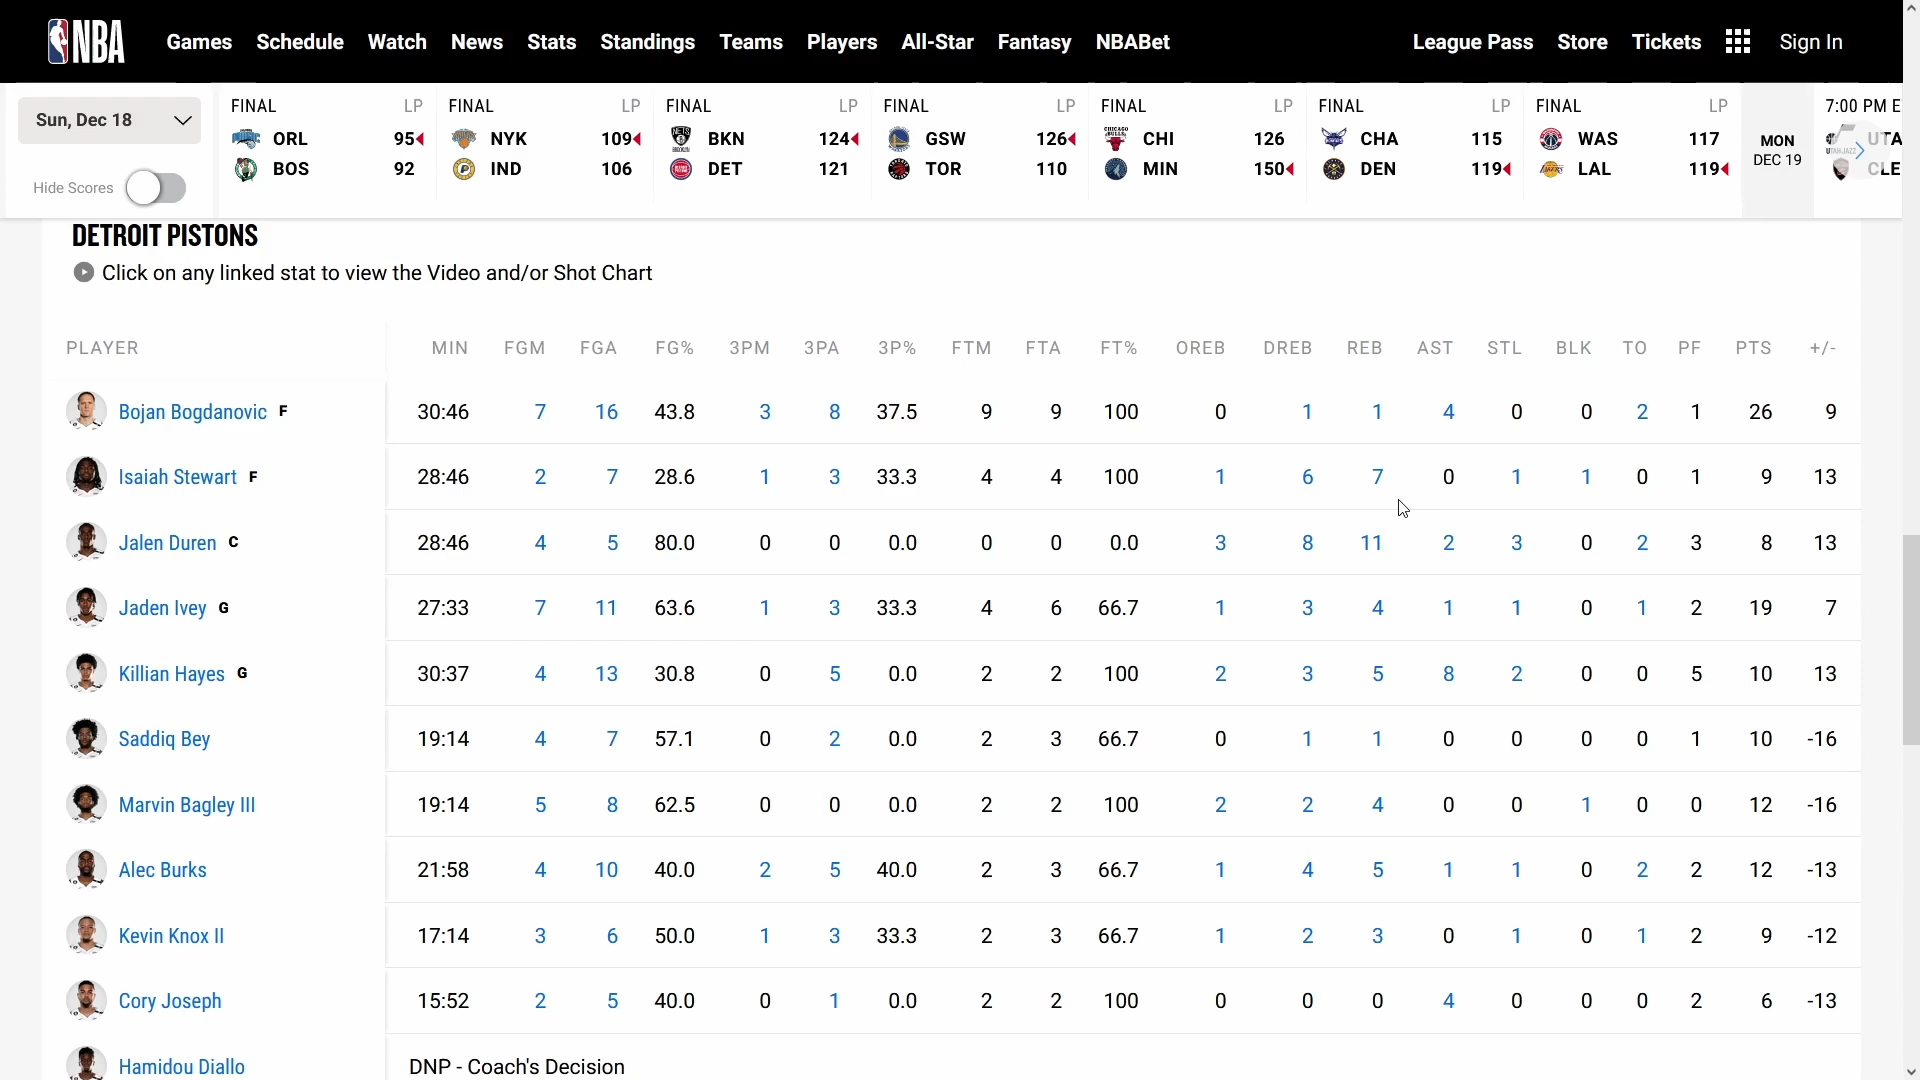 NBA Games Schedule Watch News Stats Standings Teams Players All-Star Fantasy NBABet League Pass Store Tickets Sign In
Sun, Dec 18
Hide Scores
FINAL LP
ORL 95
BOS 92
FINAL LP
NYK 109
IND 106
FINAL LP
BKN 124
DET 121
FINAL LP
GSW 126
TOR 110
FINAL LP
CHI 126
MIN 150
FINAL LP
CHA 115
DEN 119
FINAL LP
WAS 117
LAL 119
MON
DEC 19
7:00 PM E
UTA
CLE
DETROIT PISTONS
Click on any linked stat to view the Video and/or Shot Chart
PLAYER MIN FGM FGA FG% 3PM 3PA 3P% FTM FTA FT% OREB DREB REB AST STL BLK TO PF PTS +/-
Bojan Bogdanovic F 30:46 7 16 43.8 3 8 37.5 9 9 100 0 1 1 4 0 0 2 1 26 9
Isaiah Stewart F 28:46 2 7 28.6 1 3 33.3 4 4 100 1 6 7 0 1 1 0 1 9 13
Jalen Duren C 28:46 4 5 80.0 0 0 0.0 0 0 0.0 3 8 11 2 3 0 2 3 8 13
Jaden Ivey G 27:33 7 11 63.6 1 3 33.3 4 6 66.7 1 3 4 1 1 0 1 2 19 7
Killian Hayes G 30:37 4 13 30.8 0 5 0.0 2 2 100 2 3 5 8 2 0 0 5 10 13
Saddiq Bey 19:14 4 7 57.1 0 2 0.0 2 3 66.7 0 1 1 0 0 0 0 1 10 -16
Marvin Bagley III 19:14 5 8 62.5 0 0 0.0 2 2 100 2 2 4 0 0 1 0 0 12 -16
Alec Burks 21:58 4 10 40.0 2 5 40.0 2 3 66.7 1 4 5 1 1 0 2 2 12 -13
Kevin Knox II 17:14 3 6 50.0 1 3 33.3 2 3 66.7 1 2 3 0 1 0 1 2 9 -12
Cory Joseph 15:52 2 5 40.0 0 1 0.0 2 2 100 0 0 0 4 0 0 0 2 6 -13
Hamidou Diallo DNP - Coach's Decision